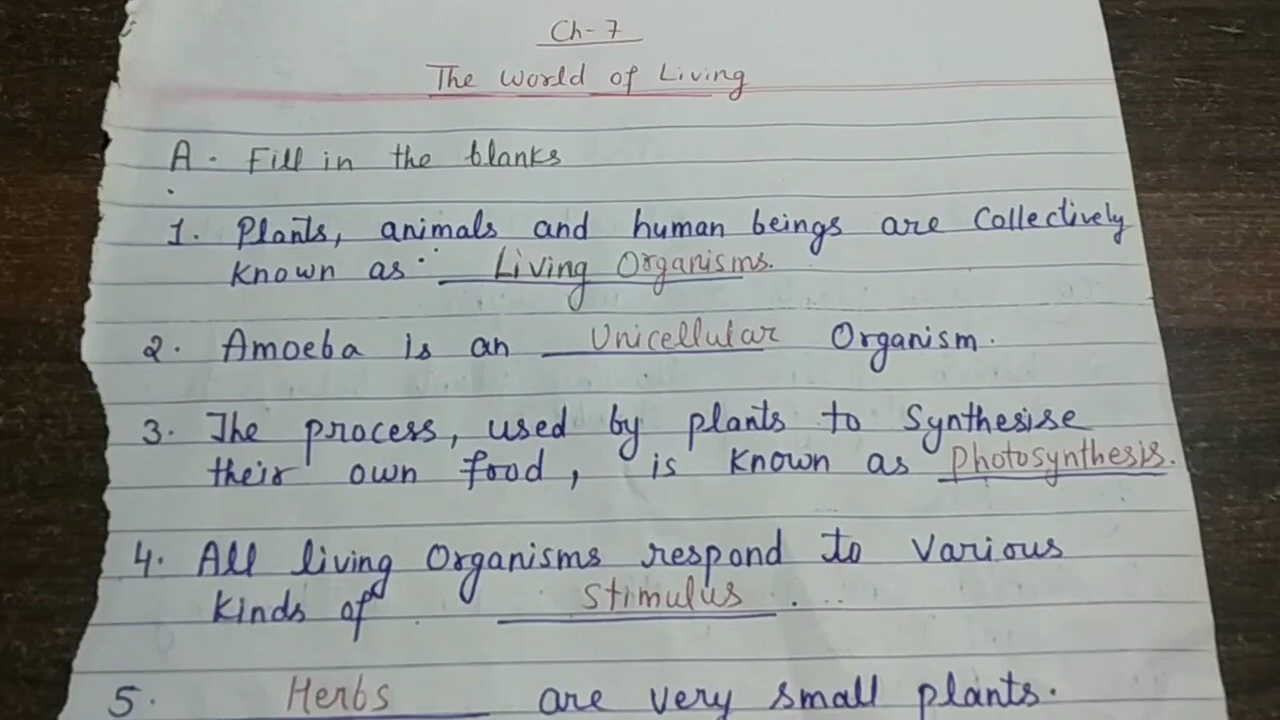 Ch-7
The World of Living
A. Fill in the blanks
1. Plants, animals and human beings are Collectively
known as Living Organisms.
2. Amoeba is an Unicellular Organism.
3. The process, used by plants to Synthesise
their own food, is known as Photosynthesis.
4. All living Organisms respond to Various
Kinds of Stimulus.
5. Herbs are very small plants.